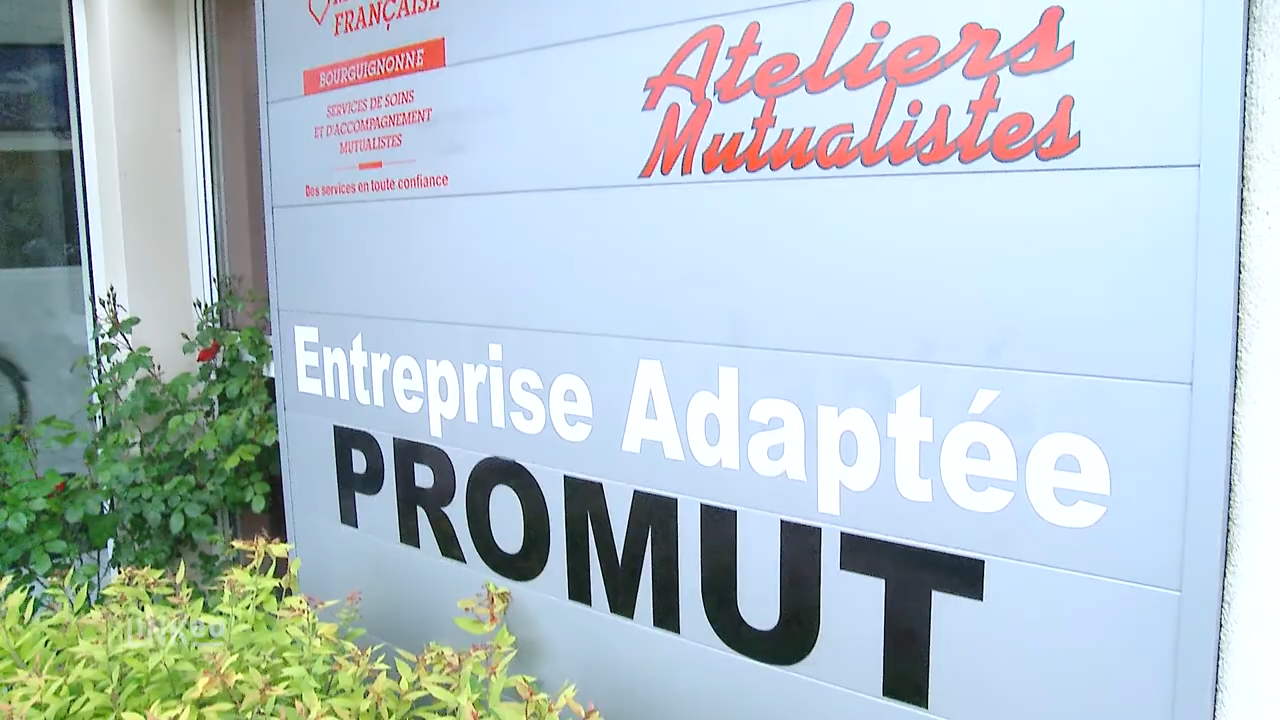 FRANÇAISE
BOURGUIGNONNE
SERVICES DE SOINS
ET D'ACCOMPAGNEMENT
MUTUALISTES
Des services en toute confiance
Ateliers
Mutualistes
Entreprise Adaptée
PROMUT